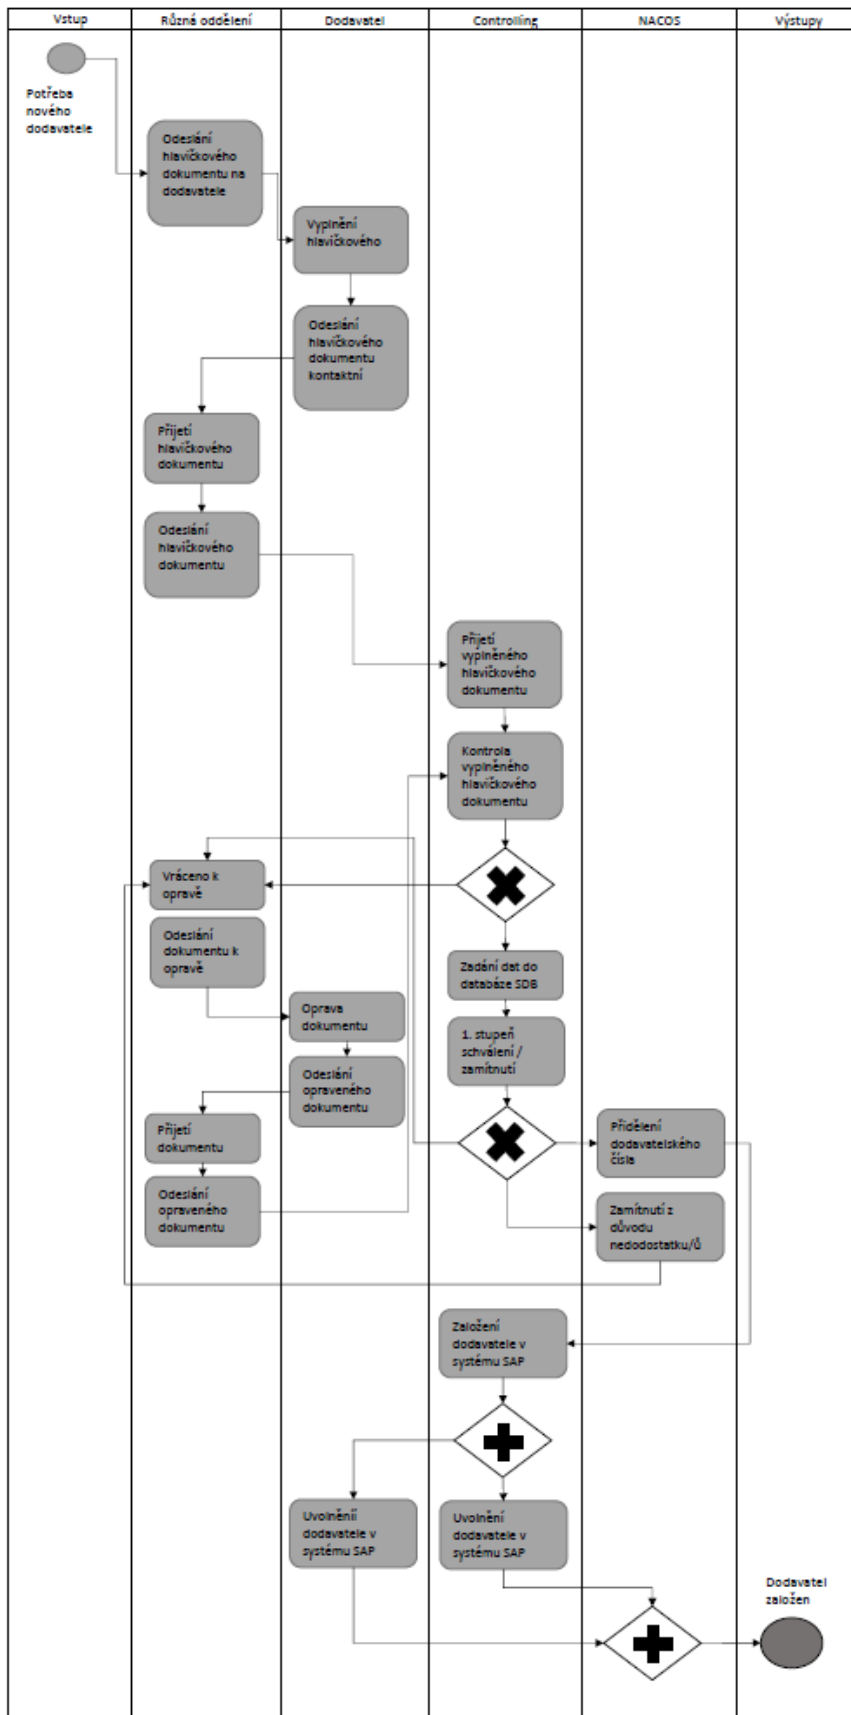 Vstup
Různá oddělení
Dodavatel
Controlling
NACOS
Výstupy
Potřeba
nového
dodavatele
Odeslání
hlavičkového
dokumentu na
dodavatele
Vyplnění
hlavičkového
Odeslání
hlavičkového
dokumentu
kontaktní
Přijetí
hlavičkového
dokumentu
Odeslání
hlavičkového
dokumentu
Přijetí
vyplněného
hlavičkového
dokumentu
Kontrola
vyplněného
hlavičkového
dokumentu
Vráceno k
opravě
Odeslání
dokumentu k
opravě
Zadání dat do
databáze SDB
Oprava
dokumentu
1. stupeň
schválení /
zamítnutí
Odeslání
opraveného
dokumentu
Přijetí
dokumentu
Přidělení
dodavatelského
čísla
Odeslání
opraveného
dokumentu
Zamítnutí z
důvodu
nedodostatku/ů
Založení
dodavatele v
systému SAP
Uvolněníí
dodavatele v
systému SAP
Uvolnění
dodavatele v
systému SAP
Dodavatel
založen